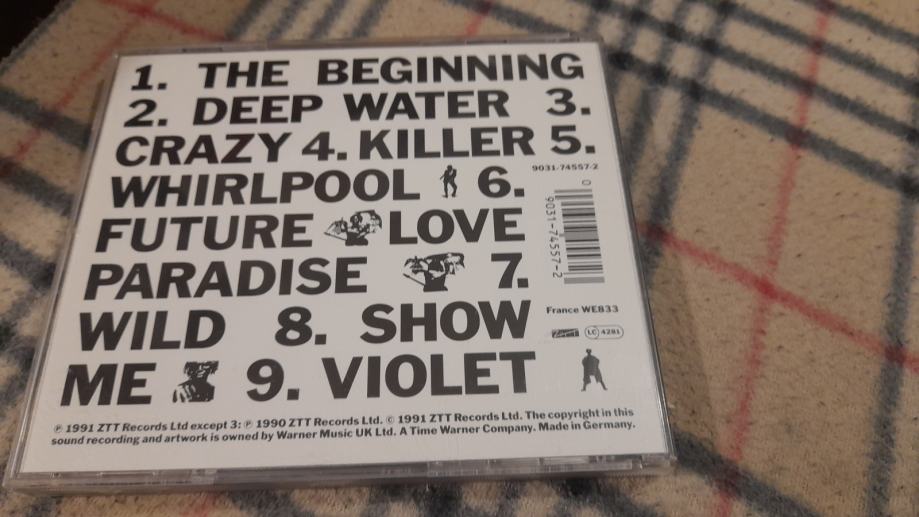 1. THE BEGINNING
2. DEEP WATER 3.
CRAZY 4. KILLER 5.
9031-74557-2
WHIRLPOOL 6.
FUTURE LOVE
PARADISE 7.
0
9031-74557-2
WILD 8. SHOW
France WE833
LC 4281
ME 9. VIOLET
℗ 1991 ZTT Records Ltd except 3: ℗ 1990 ZTT Records Ltd. © 1991 ZTT Records Ltd. The copyright in this
sound recording and artwork is owned by Warner Music UK Ltd. A Time Warner Company. Made in Germany.